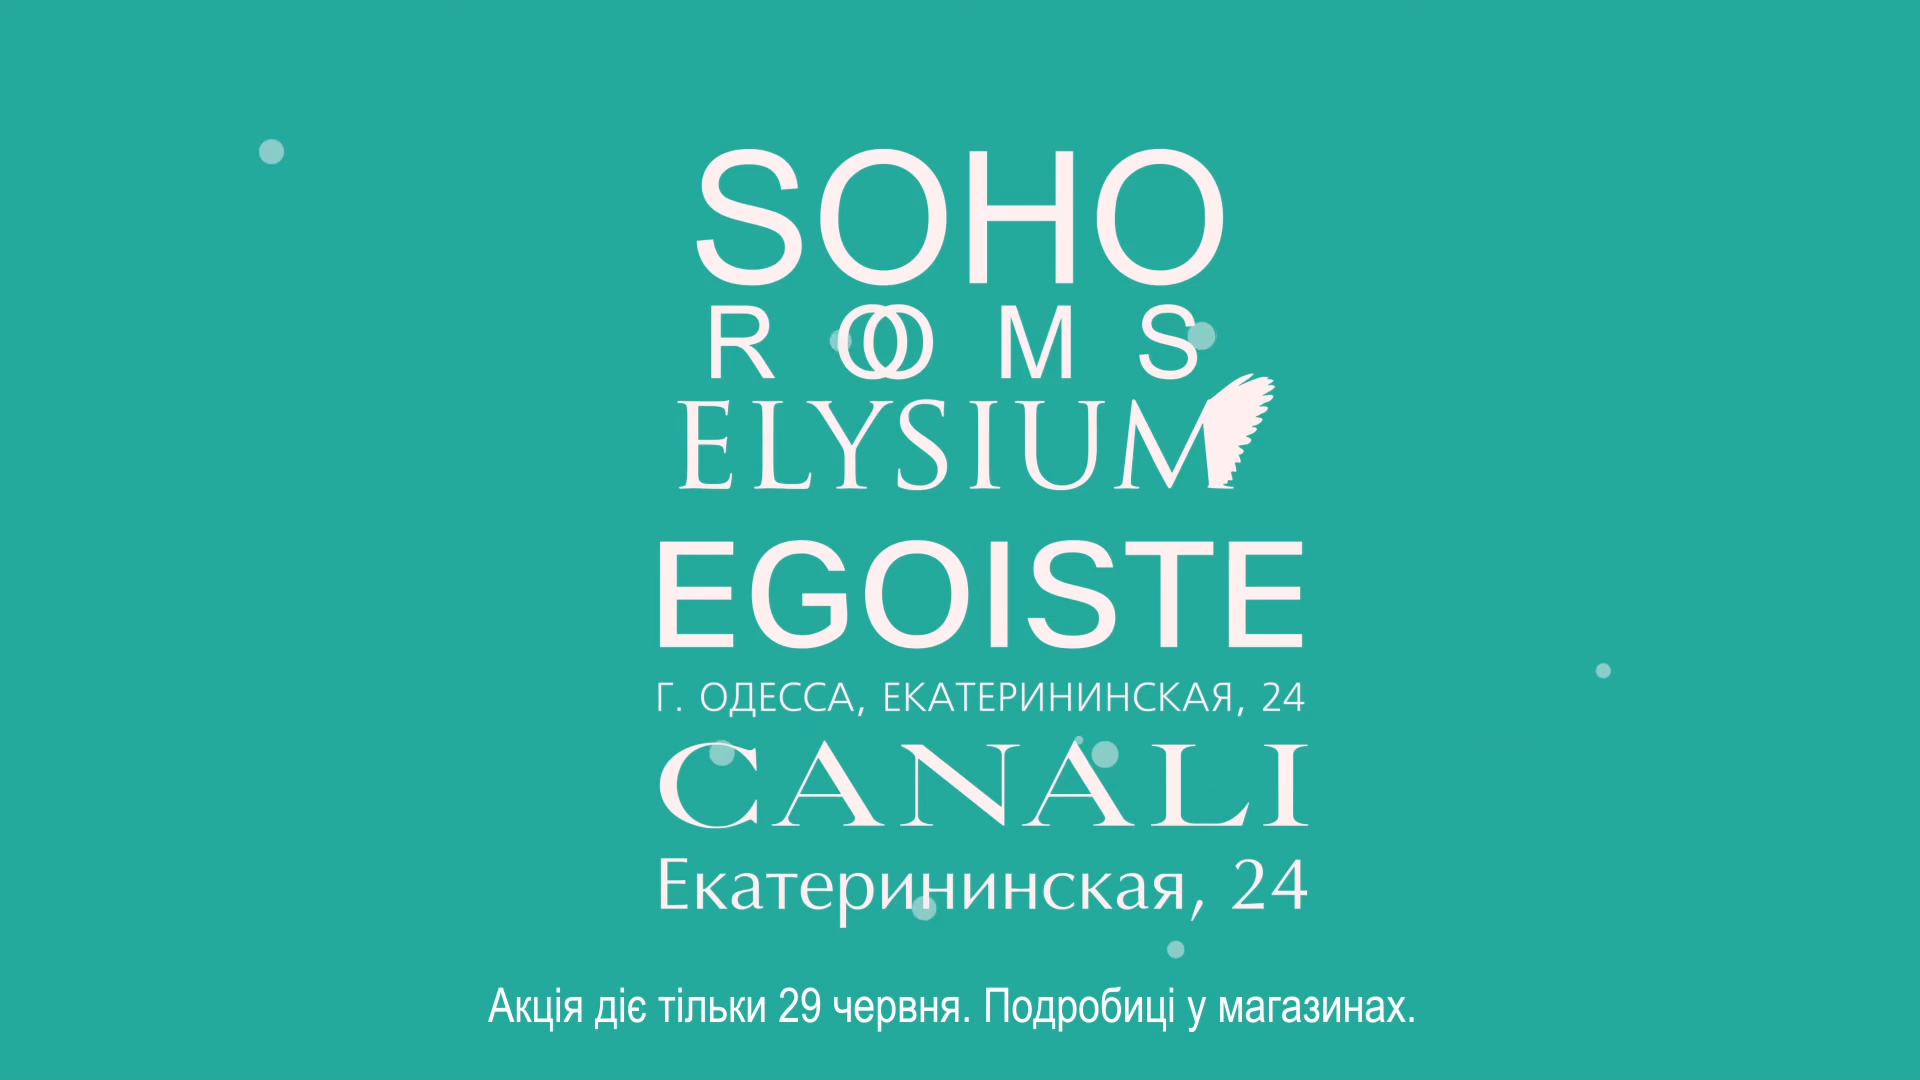 SOHO
ROOMS
ELYSIUM
EGOISTE
Г. ОДЕССА, ЕКАТЕРИНИНСКАЯ, 24
CANALI
Екатерининская, 24
Акція діє тільки 29 червня. Подробиці у магазинах.